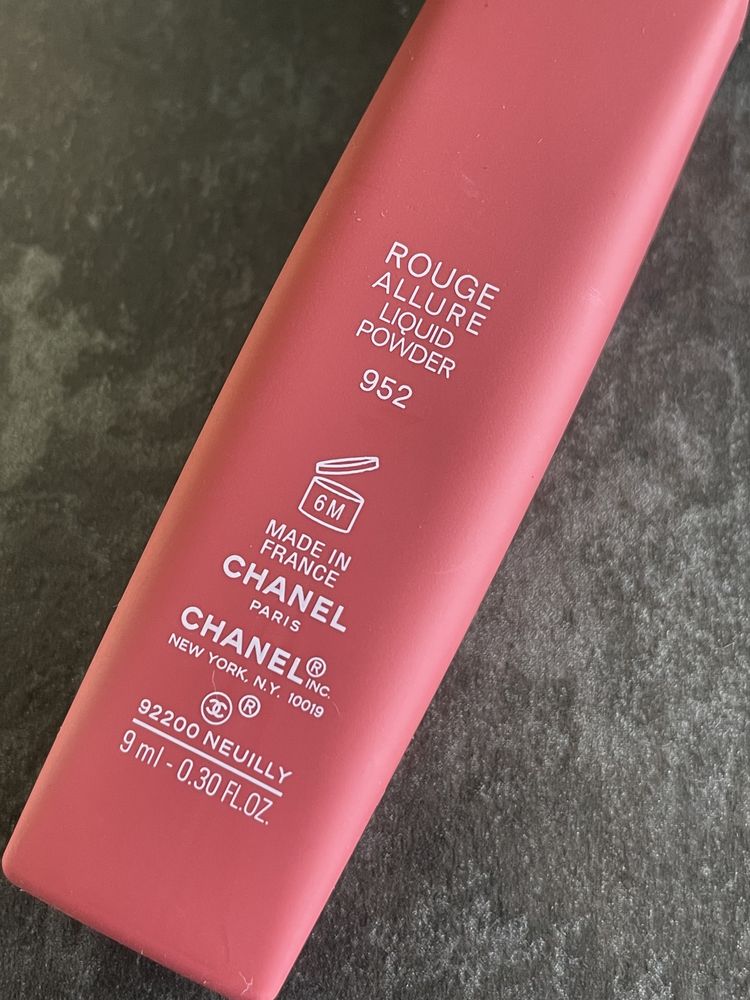 ROUGE
ALLURE
LIQUID
POWDER
952
6M
MADE IN
FRANCE
CHANEL
PARIS
CHANEL® INC.
NEW YORK, N.Y. 10019
®
92200 NEUILLY
9 ml - 0.30 FL.OZ.